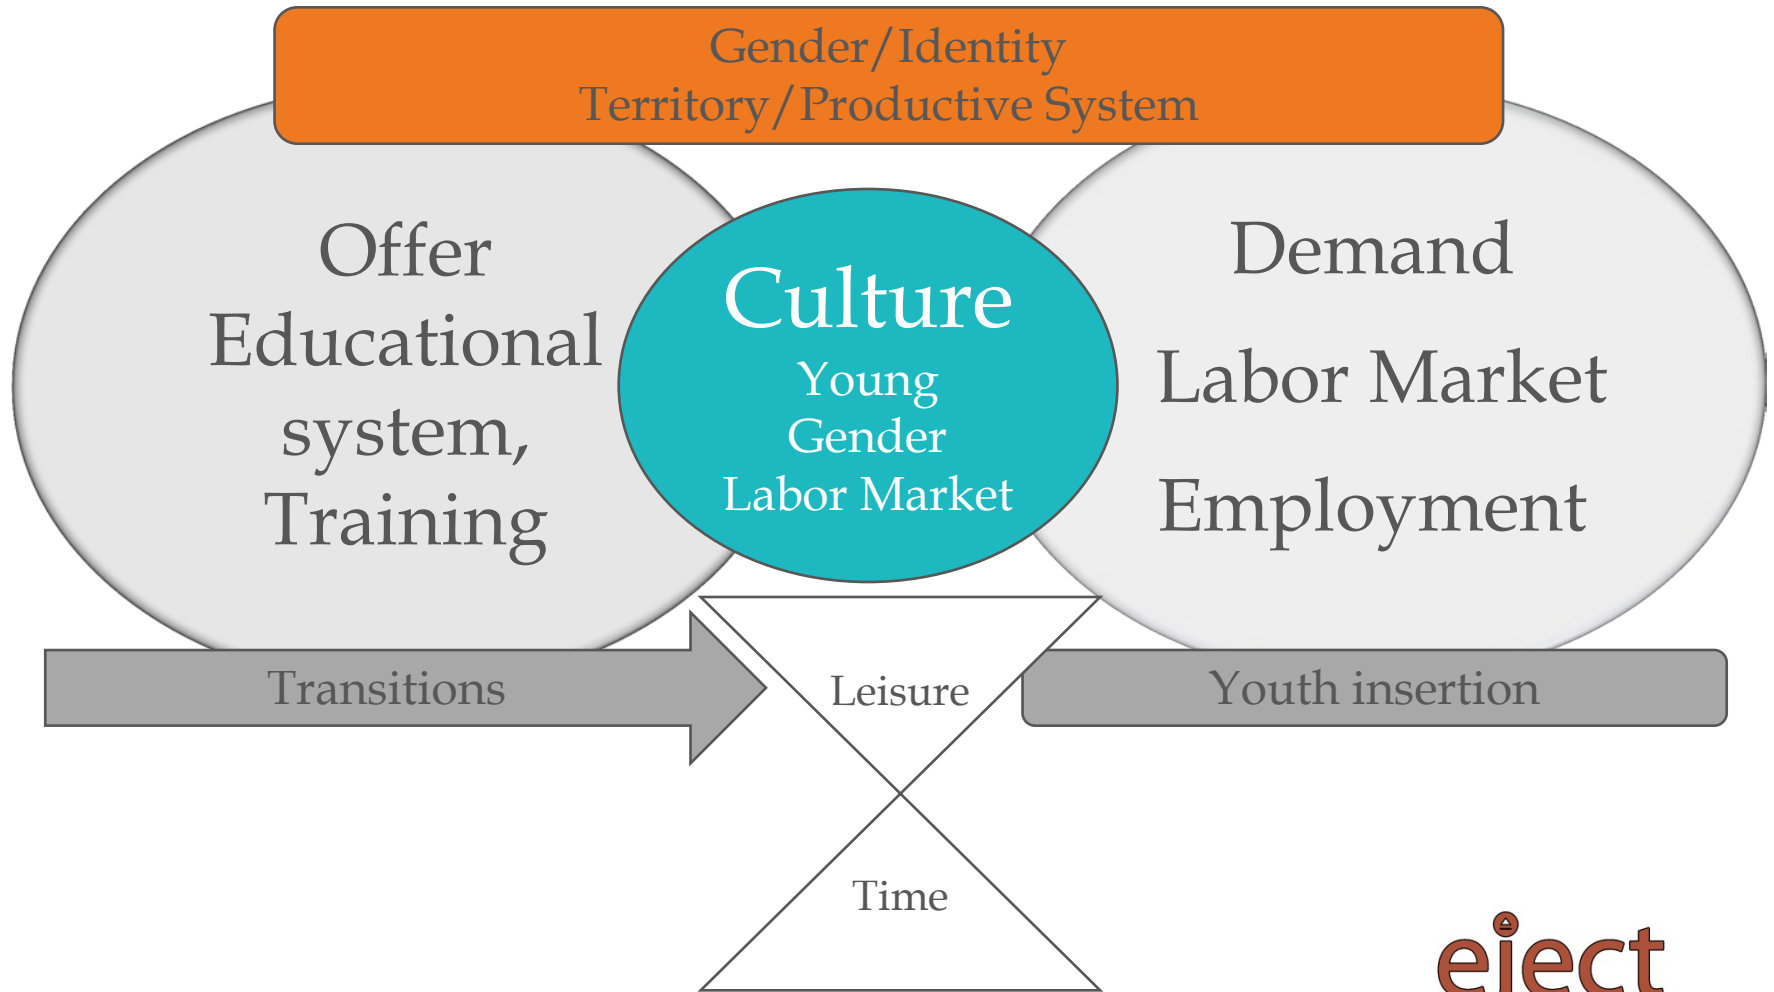 Gender/Identity
Territory/Productive System
Offer
Educational
system,
Training
Culture
Young
Gender
Labor Market
Demand
Labor Market
Employment
Transitions
Leisure
Youth insertion
Time
eject